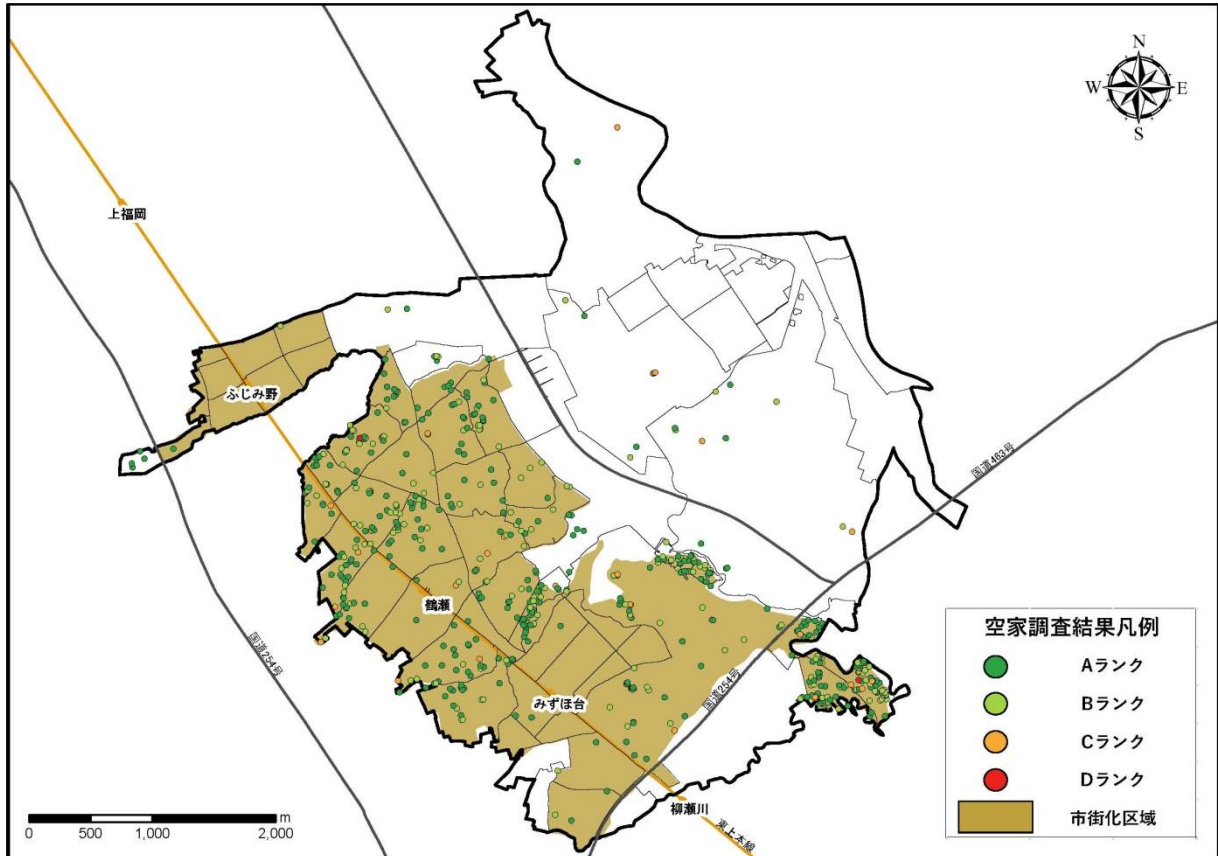 N
W
E
S
上福岡
ふじみ野
国道463号
鶴瀬
国道254号
みずほ台
国道254号
柳瀬川
東上本線
空家調査結果凡例
Aランク
Bランク
Cランク
Dランク
市街化区域
m
0 500 1,000 2,000